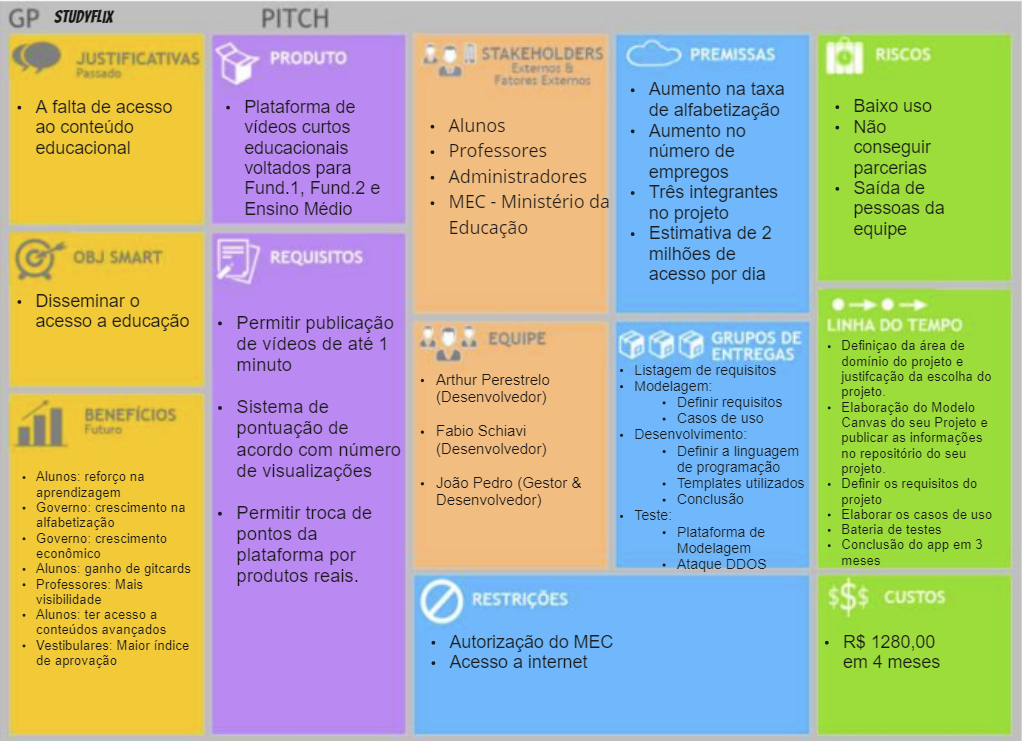 GP STUDYFLIX PITCH
JUSTIFICATIVAS
Passado
• A falta de acesso
ao conteúdo
educacional
OBJ SMART
• Disseminar o
acesso a educação
BENEFÍCIOS
Futuro
• Alunos: reforço na
aprendizagem
• Governo: crescimento na
alfabetização
• Governo: crescimento
econômico
• Alunos: ganho de gitcards
• Professores: Mais
visibilidade
• Alunos: ter acesso a
conteúdos avançados
• Vestibulares: Maior índice
de aprovação
PRODUTO
• Plataforma de
vídeos curtos
educacionais
voltados para
Fund.1, Fund.2 e
Ensino Médio
REQUISITOS
• Permitir publicação
de vídeos de até 1
minuto
• Sistema de
pontuação de
acordo com número
de visualizações
• Permitir troca de
pontos da
plataforma por
produtos reais.
STAKEHOLDERS
Externos &
Fatores Externos
• Alunos
• Professores
• Administradores
• MEC - Ministério da
Educação
EQUIPE
• Arthur Perestrelo
(Desenvolvedor)
• Fabio Schiavi
(Desenvolvedor)
• João Pedro (Gestor &
Desenvolvedor)
PREMISSAS
• Aumento na taxa
de alfabetização
• Aumento no
número de
empregos
• Três integrantes
no projeto
• Estimativa de 2
milhões de
acesso por dia
GRUPOS DE
ENTREGAS
• Listagem de requisitos
• Modelagem:
• Definir requisitos
• Casos de uso
• Desenvolvimento:
• Definir a linguagem
de programação
• Templates utilizados
• Conclusão
• Teste:
• Plataforma de
Modelagem
• Ataque DDOS
RESTRIÇÕES
• Autorização do MEC
• Acesso a internet
RISCOS
• Baixo uso
• Não
conseguir
parcerias
• Saída de
pessoas da
equipe
LINHA DO TEMPO
• Definiçao da área de
domínio do projeto e
justifcação da escolha do
projeto.
• Elaboração do Modelo
Canvas do seu Projeto e
publicar as informações
no repositório do seu
projeto.
• Definir os requisitos do
projeto
• Elaborar os casos de uso
• Bateria de testes
• Conclusão do app em 3
meses
$$$ CUSTOS
• R$ 1280,00
em 4 meses